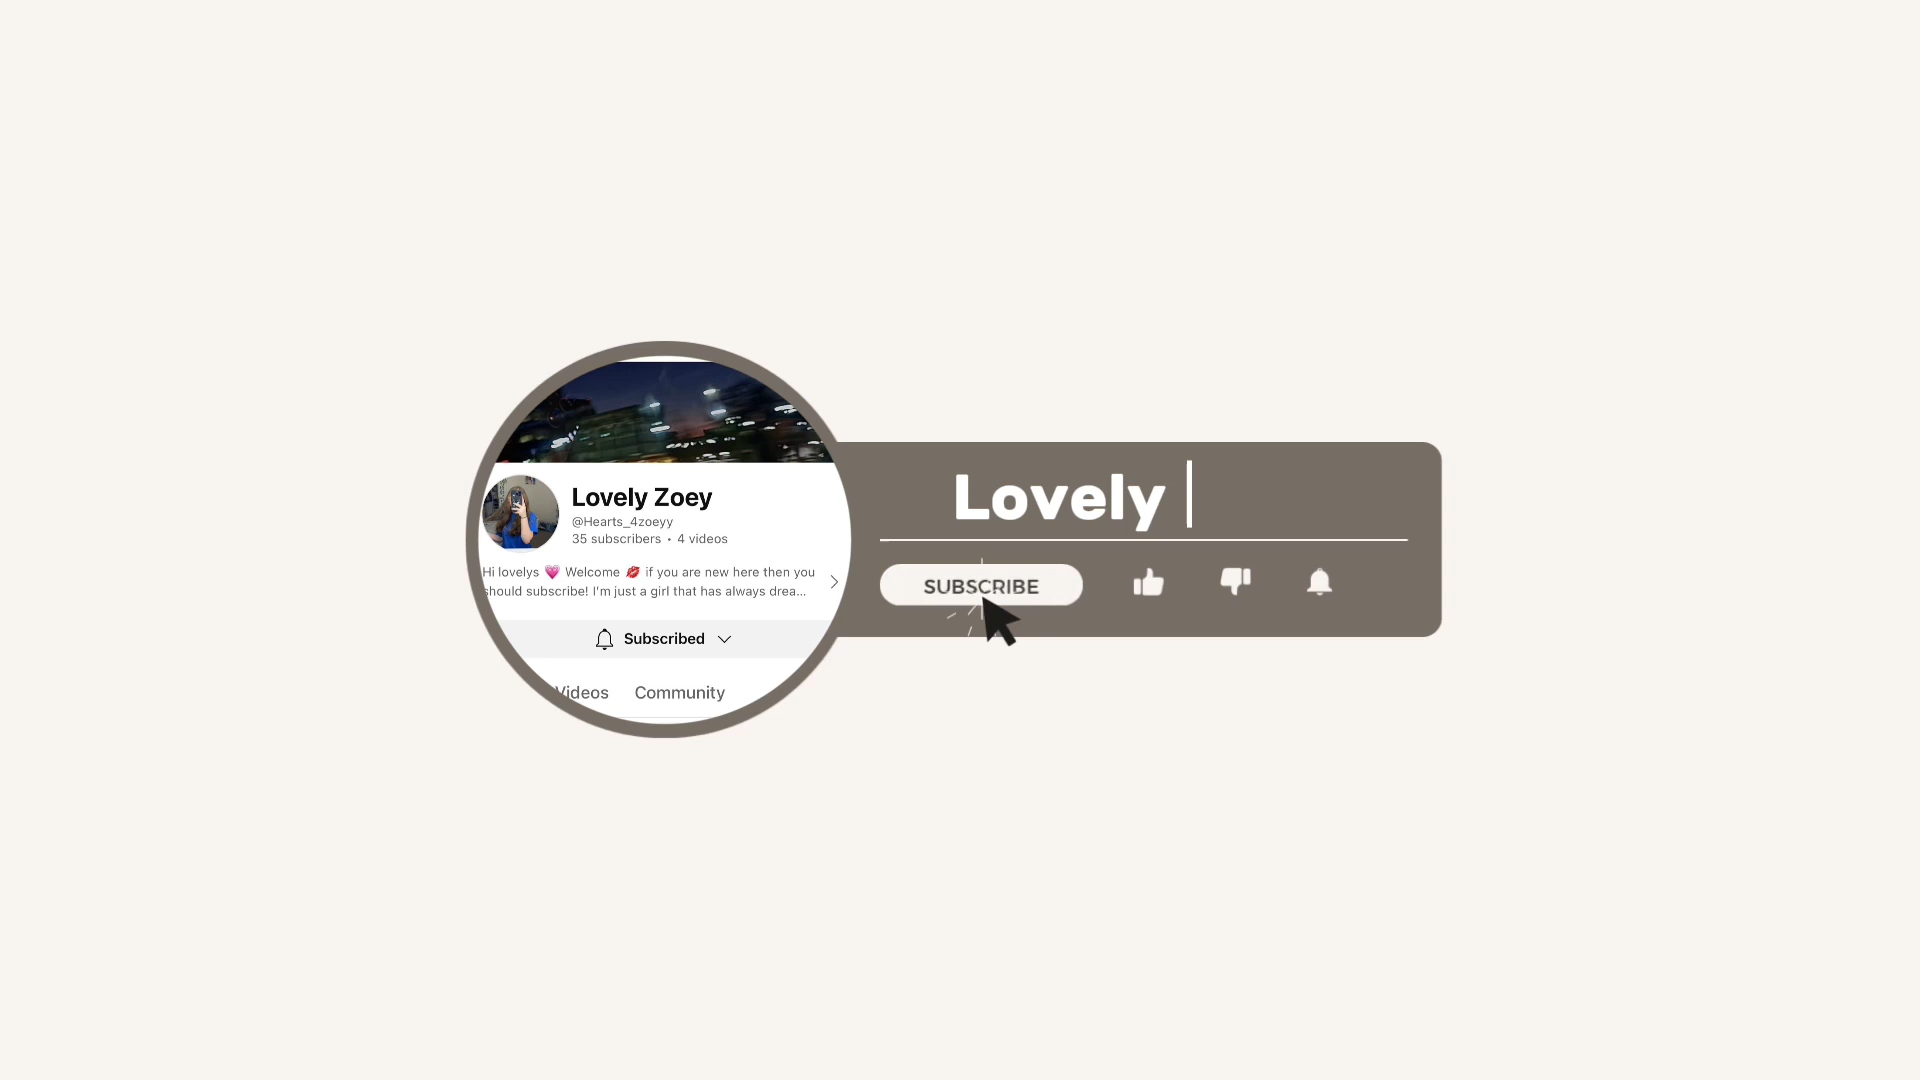 Lovely Zoey
@Hearts_4zoeyy
35 subscribers • 4 videos
Hi lovelys 💗 Welcome 💋 if you are new here then you
should subscribe! I'm just a girl that has always drea...
Subscribed
Videos Community
Lovely
SUBSCRIBE